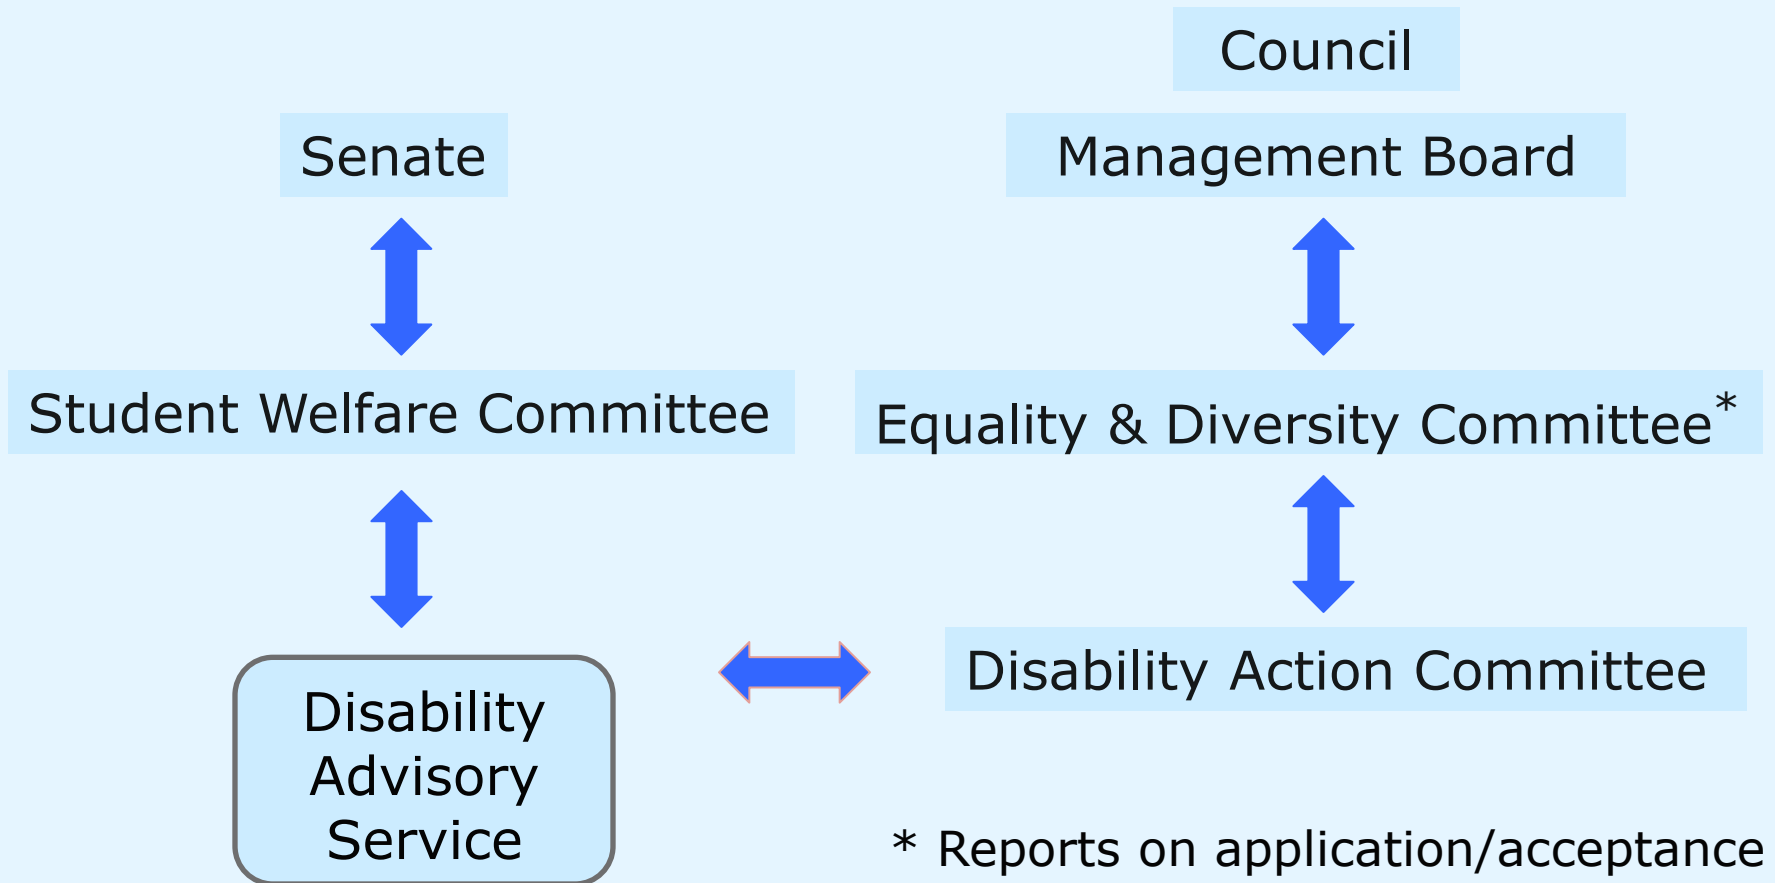 Council
Senate
Management Board
Student Welfare Committee
Equality & Diversity Committee*
Disability Action Committee
Disability
Advisory
Service
* Reports on application/acceptance